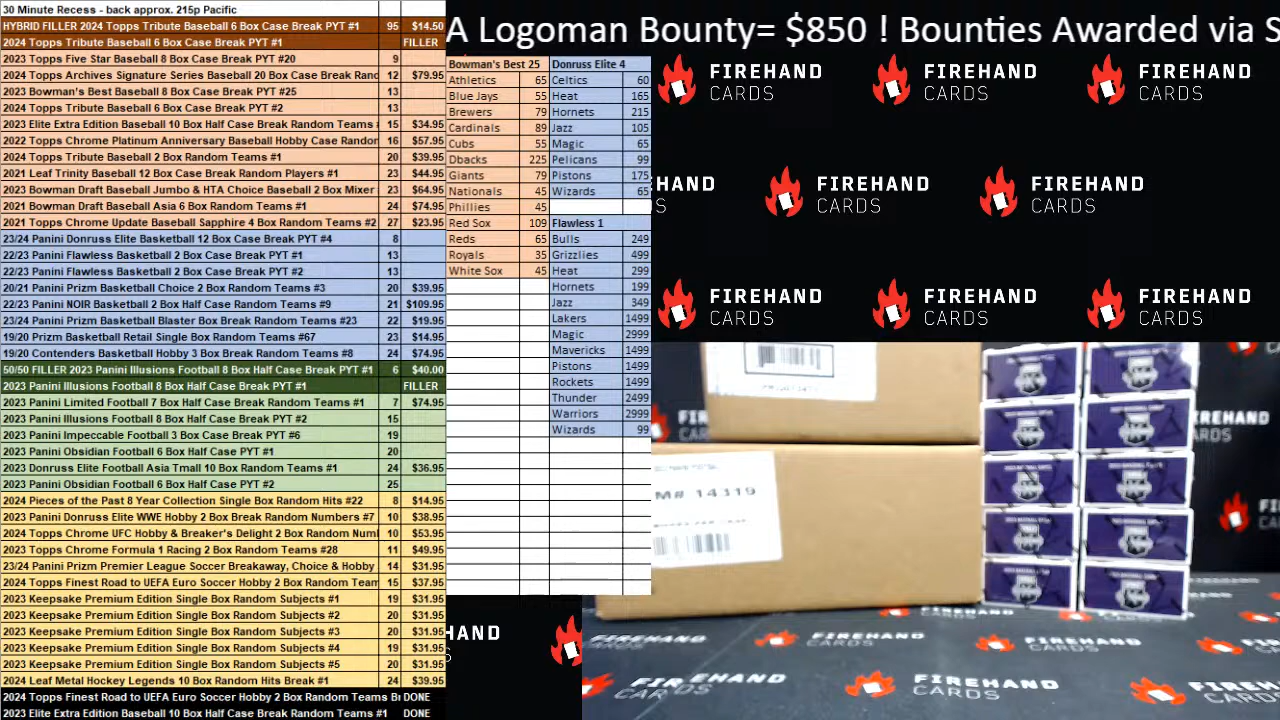 30 Minute Recess - back approx. 215p Pacific
HYBRID FILLER 2024 Topps Tribute Baseball 6 Box Case Break PYT #1 95 $14.50
2024 Topps Tribute Baseball 6 Box Case Break PYT #1 FILLER
2023 Topps Five Star Baseball 8 Box Case Break PYT #20 9
2024 Topps Archives Signature Series Baseball 20 Box Case Break Ranc 12 $79.95
2023 Bowman's Best Baseball 8 Box Case Break PYT #25 13
2024 Topps Tribute Baseball 6 Box Case Break PYT #2 13
2023 Elite Extra Edition Baseball 10 Box Half Case Break Random Teams 15 $34.95
2022 Topps Chrome Platinum Anniversary Baseball Hobby Case Random 16 $57.95
2024 Topps Tribute Baseball 2 Box Random Teams #1 20 $39.95
2021 Leaf Trinity Baseball 12 Box Case Break Random Players #1 23 $44.95
2023 Bowman Draft Baseball Jumbo & HTA Choice Baseball 2 Box Mixer 23 $64.95
2021 Bowman Draft Baseball Asia 6 Box Random Teams #1 24 $74.95
2021 Topps Chrome Update Baseball Sapphire 4 Box Random Teams #2 27 $23.95
23/24 Panini Donruss Elite Basketball 12 Box Case Break PYT #4 8
22/23 Panini Flawless Basketball 2 Box Case Break PYT #1 13
22/23 Panini Flawless Basketball 2 Box Case Break PYT #2 13
20/21 Panini Prizm Basketball Choice 2 Box Random Teams #3 20 $39.95
22/23 Panini NOIR Basketball 2 Box Half Case Random Teams #9 21 $109.95
23/24 Panini Prizm Basketball Blaster Box Break Random Teams #23 22 $19.95
19/20 Prizm Basketball Retail Single Box Random Teams #67 23 $14.95
19/20 Contenders Basketball Hobby 3 Box Break Random Teams #8 24 $74.95
50/50 FILLER 2023 Panini Illusions Football 8 Box Half Case Break PYT #1 6 $40.00
2023 Panini Illusions Football 8 Box Half Case Break PYT #1 FILLER
2023 Panini Limited Football 7 Box Half Case Break Random Teams #1 7 $74.95
2023 Panini Illusions Football 8 Box Half Case Break PYT #2 15
2023 Panini Impeccable Football 3 Box Case Break PYT #6 19
2023 Panini Obsidian Football 6 Box Half Case PYT #1 20
2023 Donruss Elite Football Asia Tmall 10 Box Random Teams #1 24 $36.95
2023 Panini Obsidian Football 6 Box Half Case PYT #2 25
2024 Pieces of the Past 8 Year Collection Single Box Random Hits #22 8 $14.95
2023 Panini Donruss Elite WWE Hobby 2 Box Break Random Numbers #7 10 $38.95
2024 Topps Chrome UFC Hobby & Breaker's Delight 2 Box Random Numl 10 $53.95
2023 Topps Chrome Formula 1 Racing 2 Box Random Teams #28 11 $49.95
23/24 Panini Prizm Premier League Soccer Breakaway, Choice & Hobby 14 $31.95
2024 Topps Finest Road to UEFA Euro Soccer Hobby 2 Box Random Team 15 $37.95
2023 Keepsake Premium Edition Single Box Random Subjects #1 19 $31.95
2023 Keepsake Premium Edition Single Box Random Subjects #2 20 $31.95
2023 Keepsake Premium Edition Single Box Random Subjects #3 20 $31.95
2023 Keepsake Premium Edition Single Box Random Subjects #4 19 $31.95
2023 Keepsake Premium Edition Single Box Random Subjects #5 20 $31.95
2024 Leaf Metal Hockey Legends 10 Box Random Hits Break #1 24 $39.95
2024 Topps Finest Road to UEFA Euro Soccer Hobby 2 Box Random Teams Br DONE
2023 Elite Extra Edition Baseball 10 Box Half Case Break Random Teams #1 DONE
A Logoman Bounty= $850 ! Bounties Awarded via S
Bowman's Best 25
Athletics 65
Blue Jays 55
Brewers 79
Cardinals 89
Cubs 55
Dbacks 225
Giants 79
Nationals 45
Phillies 45
Red Sox 109
Reds 65
Royals 35
White Sox 45
Donruss Elite 4
Celtics 60
Heat 165
Hornets 215
Jazz 105
Magic 65
Pelicans 99
Pistons 175
Wizards 65
Flawless 1
Bulls 249
Grizzlies 499
Heat 299
Hornets 199
Jazz 349
Lakers 1499
Magic 2999
Mavericks 1499
Pistons 1499
Rockets 1499
Thunder 2499
Warriors 2999
Wizards 99
FIREHAND CARDS
FIREHAND CARDS
FIREHAND CARDS
HAND S
FIREHAND CARDS
FIREHAND CARDS
FIREHAND CARDS
FIREHAND CARDS
FIREHAND CARDS
M# 14319
FIREHAND CARDS
HAND
FIREHAND
FIREHAND
FIREHAND CARDS
FIREHAND CARDS